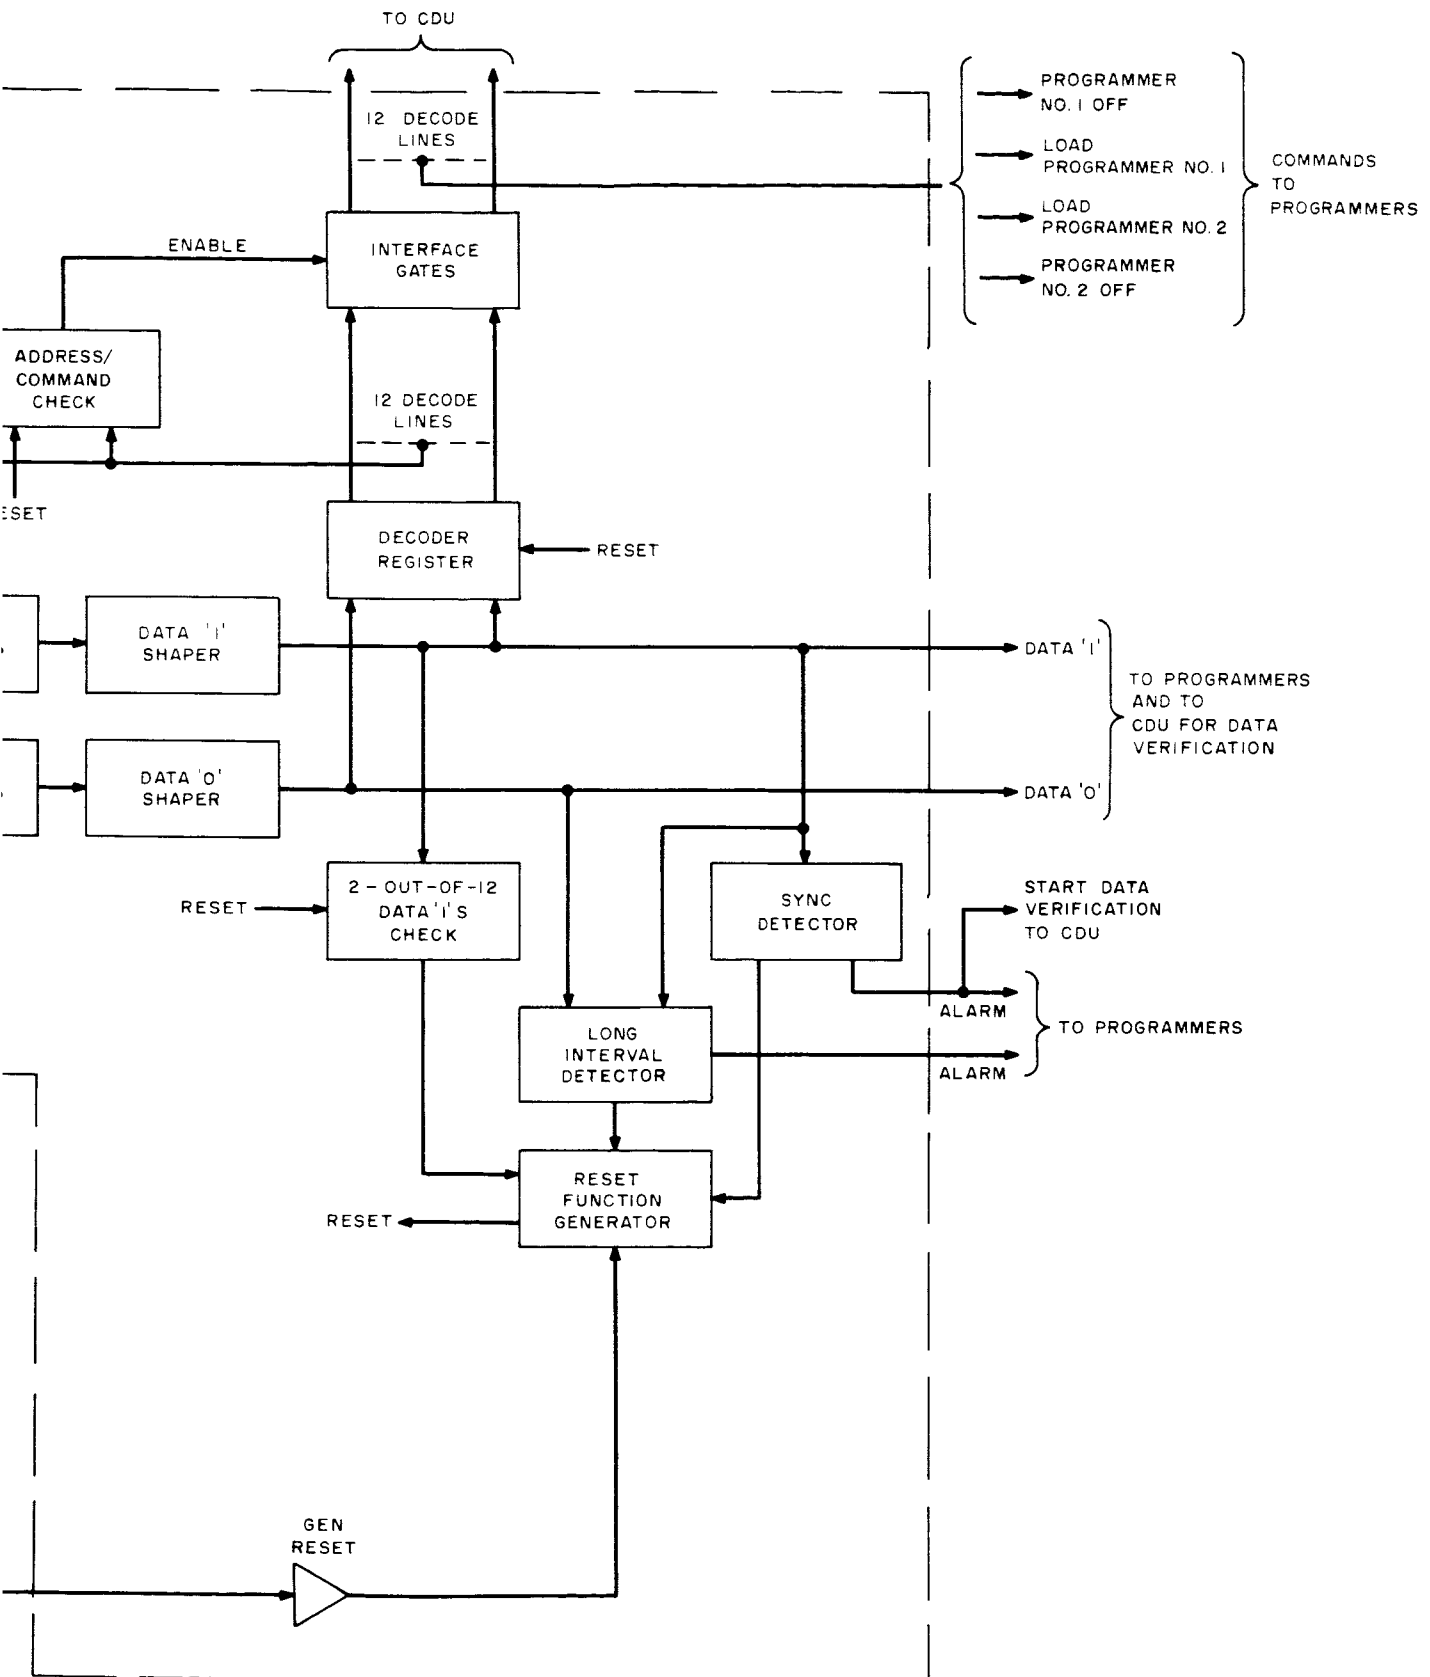 TO CDU
12 DECODE
LINES
PROGRAMMER
NO. 1 OFF
LOAD
PROGRAMMER NO. 1
LOAD
PROGRAMMER NO. 2
PROGRAMMER
NO. 2 OFF
COMMANDS
TO
PROGRAMMERS
ENABLE
INTERFACE
GATES
ADDRESS/
COMMAND
CHECK
12 DECODE
LINES
ESET
DECODER
REGISTER
RESET
DATA '1'
SHAPER
DATA '1'
TO PROGRAMMERS
AND TO
CDU FOR DATA
VERIFICATION
DATA '0'
SHAPER
DATA '0'
RESET
2-OUT-OF-12
DATA '1'S
CHECK
SYNC
DETECTOR
START DATA
VERIFICATION
TO CDU
ALARM
TO PROGRAMMERS
LONG
INTERVAL
DETECTOR
ALARM
RESET
FUNCTION
GENERATOR
RESET
GEN
RESET